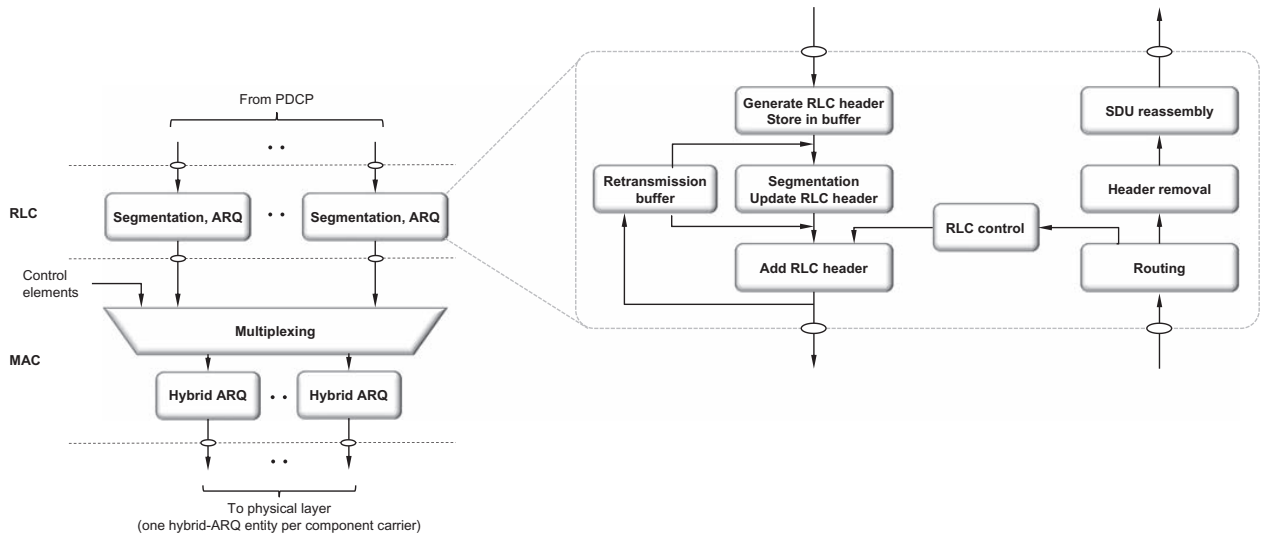 From PDCP
RLC
Segmentation, ARQ
Segmentation, ARQ
Control
elements
Multiplexing
MAC
Hybrid ARQ
Hybrid ARQ
To physical layer
(one hybrid-ARQ entity per component carrier)
Generate RLC header
Store in buffer
Retransmission
buffer
Segmentation
Update RLC header
Add RLC header
RLC control
SDU reassembly
Header removal
Routing